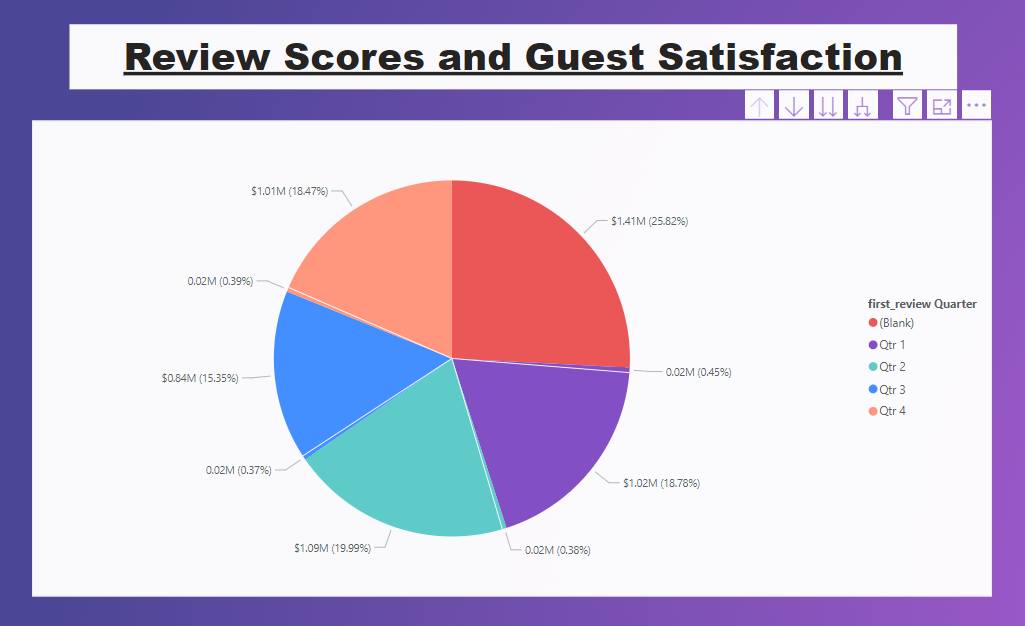 Review Scores and Guest Satisfaction
$1.01M (18.47%)
$1.41M (25.82%)
0.02M (0.39%)
$0.84M (15.35%)
0.02M (0.45%)
0.02M (0.37%)
$1.02M (18.78%)
$1.09M (19.99%)
0.02M (0.38%)
first_review Quarter
(Blank)
Qtr 1
Qtr 2
Qtr 3
Qtr 4